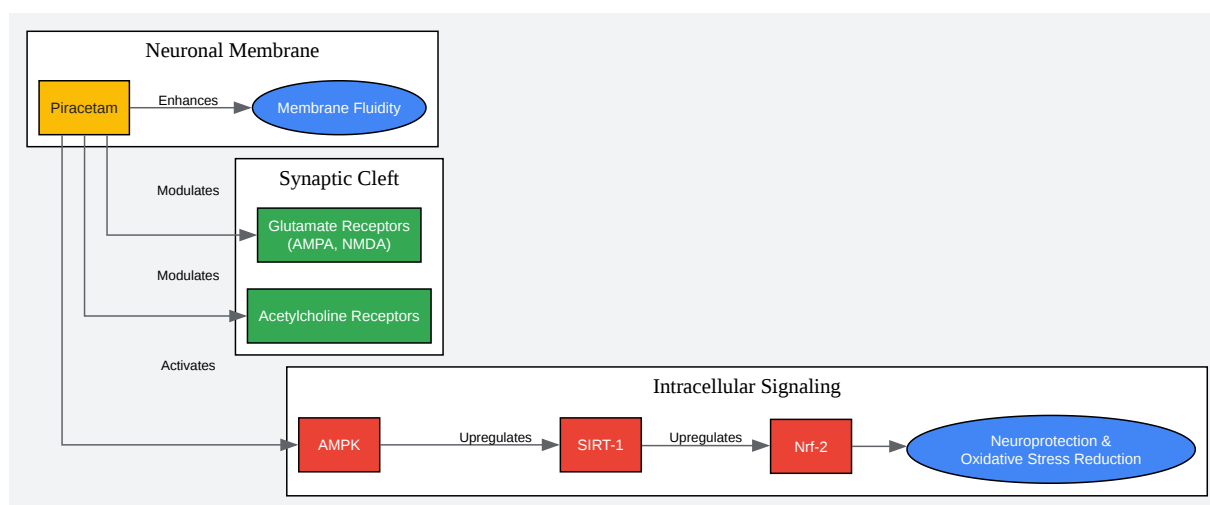 Neuronal Membrane
Piracetam
Enhances
Membrane Fluidity
Modulates
Synaptic Cleft
Glutamate Receptors
(AMPA, NMDA)
Modulates
Acetylcholine Receptors
Activates
Intracellular Signaling
AMPK
Upregulates
SIRT-1
Upregulates
Nrf-2
Neuroprotection &
Oxidative Stress Reduction